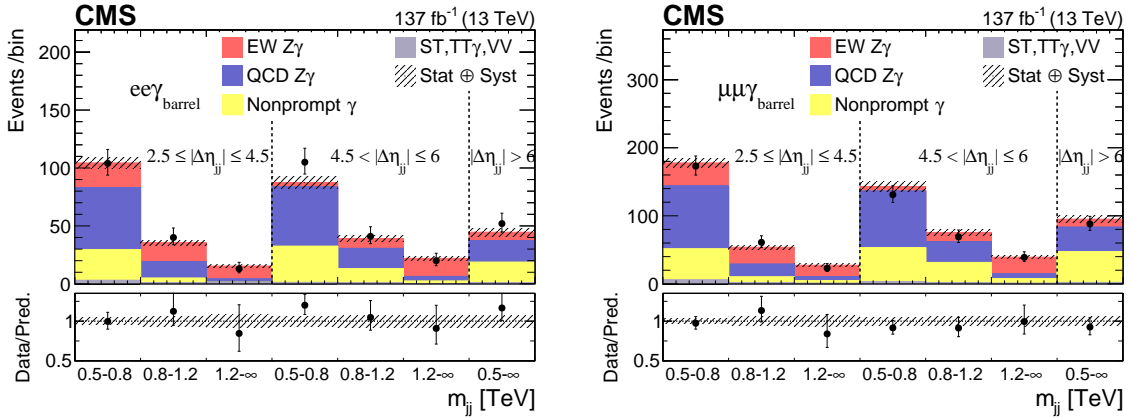 CMS 137 fb⁻¹ (13 TeV)
Events /bin
200
150
100
50
0
EW Zγ
QCD Zγ
Nonprompt γ
ST,TTγ,VV
Stat ⊕ Syst
eeγ_barrel
2.5 ≤ |Δη_jj| ≤ 4.5
4.5 < |Δη_jj| ≤ 6
|Δη_jj| > 6
Data/Pred.
1
0.5
0.5-0.8 0.8-1.2 1.2-∞ 0.5-0.8 0.8-1.2 1.2-∞ 0.5-∞
m_jj [TeV]
CMS 137 fb⁻¹ (13 TeV)
Events /bin
300
200
100
0
EW Zγ
QCD Zγ
Nonprompt γ
ST,TTγ,VV
Stat ⊕ Syst
μμγ_barrel
2.5 ≤ |Δη_jj| ≤ 4.5
4.5 < |Δη_jj| ≤ 6
|Δη_jj| > 6
Data/Pred.
1
0.5
0.5-0.8 0.8-1.2 1.2-∞ 0.5-0.8 0.8-1.2 1.2-∞ 0.5-∞
m_jj [TeV]